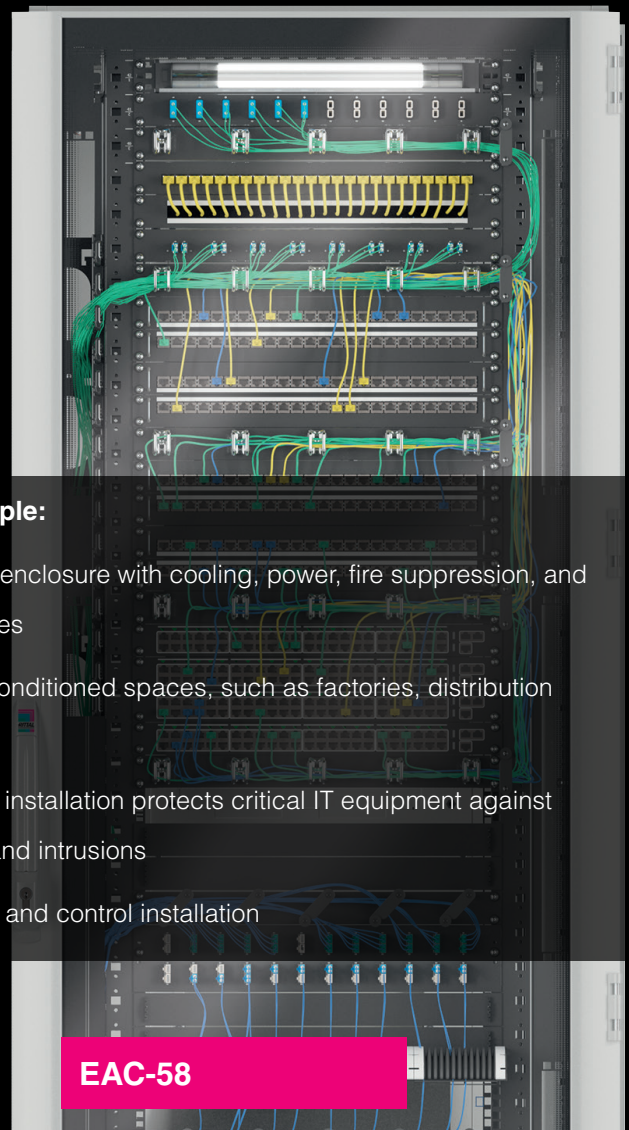 ple:
enclosure with cooling, power, fire suppression, and
es
onditioned spaces, such as factories, distribution
installation protects critical IT equipment against
and intrusions
and control installation
EAC-58